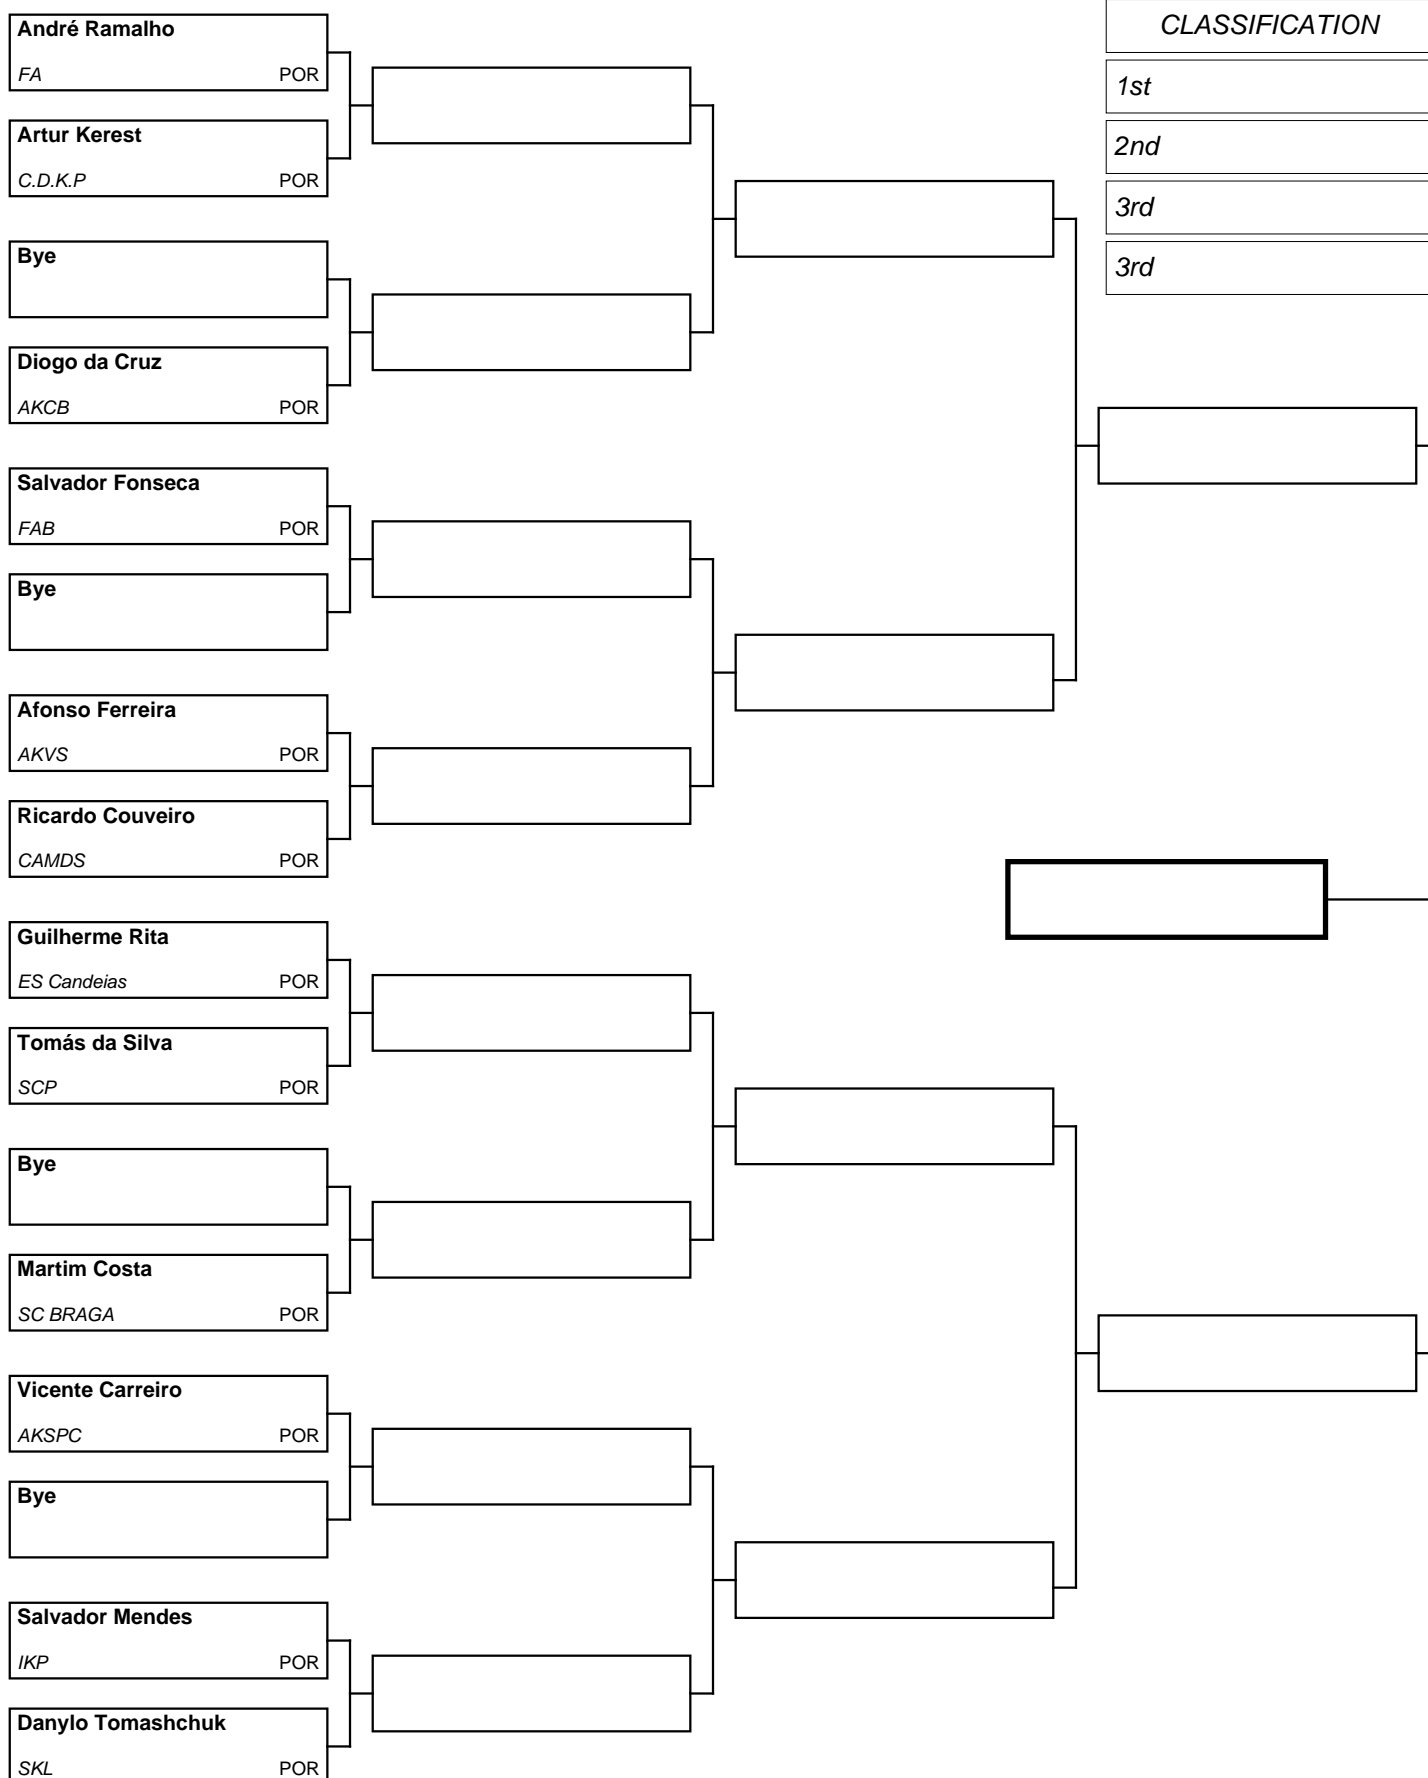 André Ramalho
FA POR
Artur Kerest
C.D.K.P POR
Bye
Diogo da Cruz
AKCB POR
Salvador Fonseca
FAB POR
Bye
Afonso Ferreira
AKVS POR
Ricardo Couveiro
CAMDS POR
Guilherme Rita
ES Candeias POR
Tomás da Silva
SCP POR
Bye
Martim Costa
SC BRAGA POR
Vicente Carreiro
AKSPC POR
Bye
Salvador Mendes
IKP POR
Danylo Tomashchuk
SKL POR
CLASSIFICATION
1st
2nd
3rd
3rd